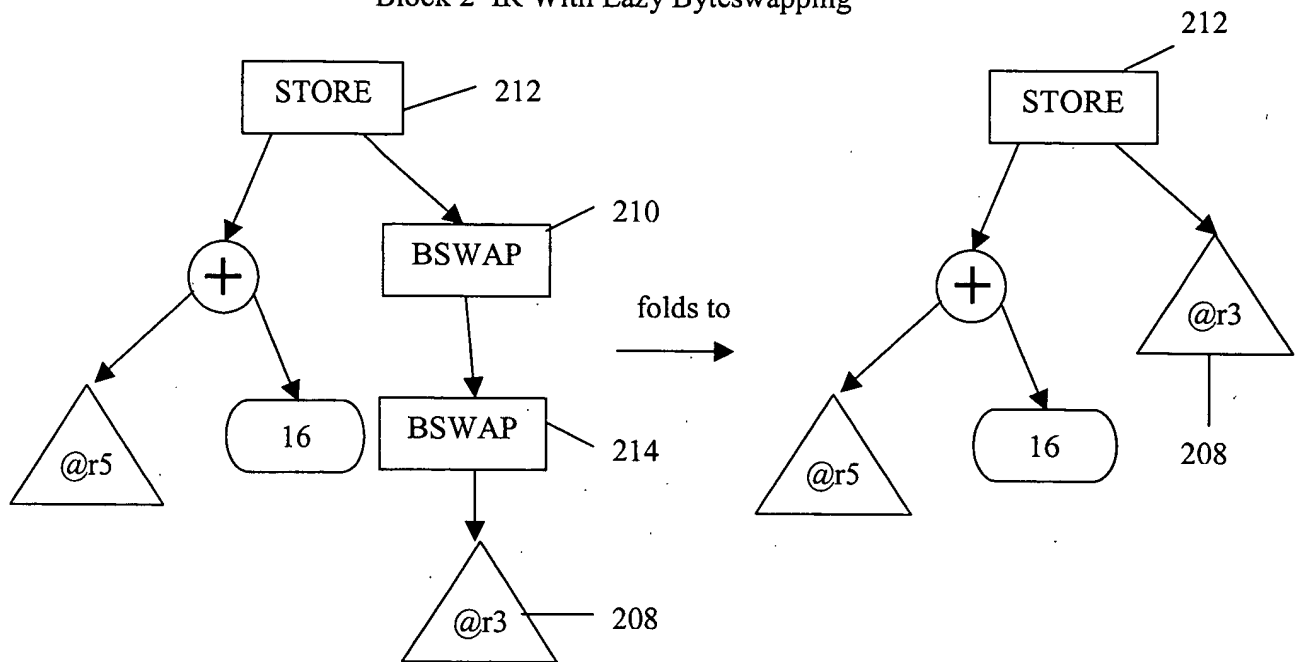 Block 2 IR With Lazy Byteswapping
212
STORE
212
STORE
210
BSWAP
folds to
+
+
@r3
@r5
16
BSWAP
214
@r5
16
208
@r3
208